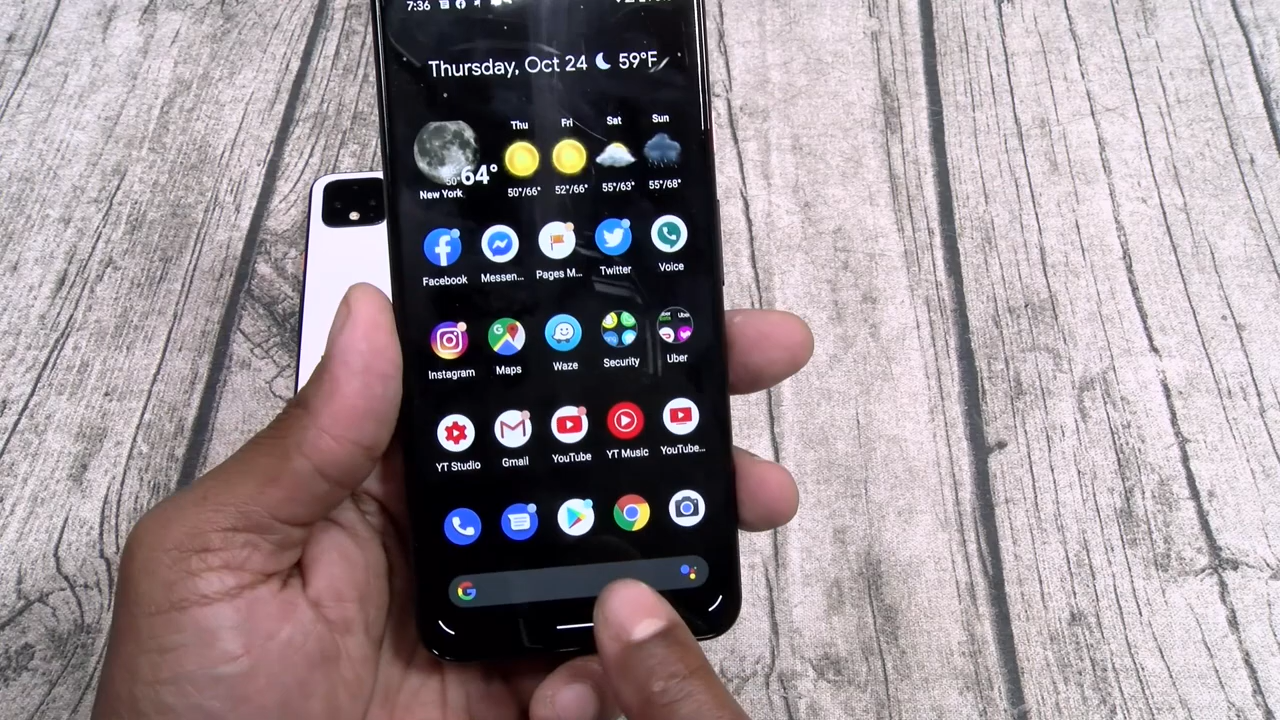 7:36
Thursday, Oct 24 59°F
Thu Fri Sat Sun
50° 64°
New York 50°/66° 52°/66° 55°/63° 55°/68°
Facebook Messen... Pages M... Twitter Voice
Instagram Maps Waze Security Uber
YT Studio Gmail YouTube YT Music YouTube...